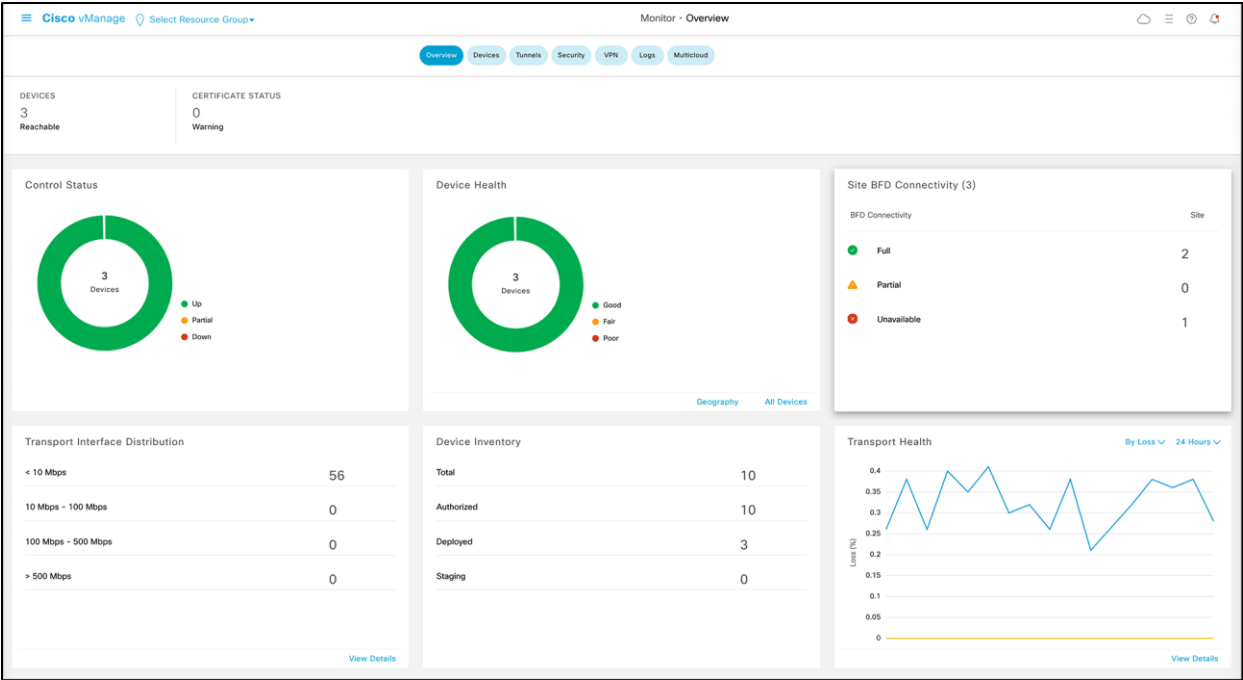 Cisco vManage Select Resource Group Monitor · Overview
Overview Devices Tunnels Security VPN Logs Multicloud
DEVICES
3
Reachable
CERTIFICATE STATUS
0
Warning
Control Status
3
Devices
Up
Partial
Down
Device Health
3
Devices
Good
Fair
Poor
Geography All Devices
Site BFD Connectivity (3)
BFD Connectivity Site
Full 2
Partial 0
Unavailable 1
Transport Interface Distribution
< 10 Mbps 56
10 Mbps - 100 Mbps 0
100 Mbps - 500 Mbps 0
> 500 Mbps 0
View Details
Device Inventory
Total 10
Authorized 10
Deployed 3
Staging 0
Transport Health By Loss 24 Hours
Loss (%)
0.4
0.35
0.3
0.25
0.2
0.15
0.1
0.05
0
View Details